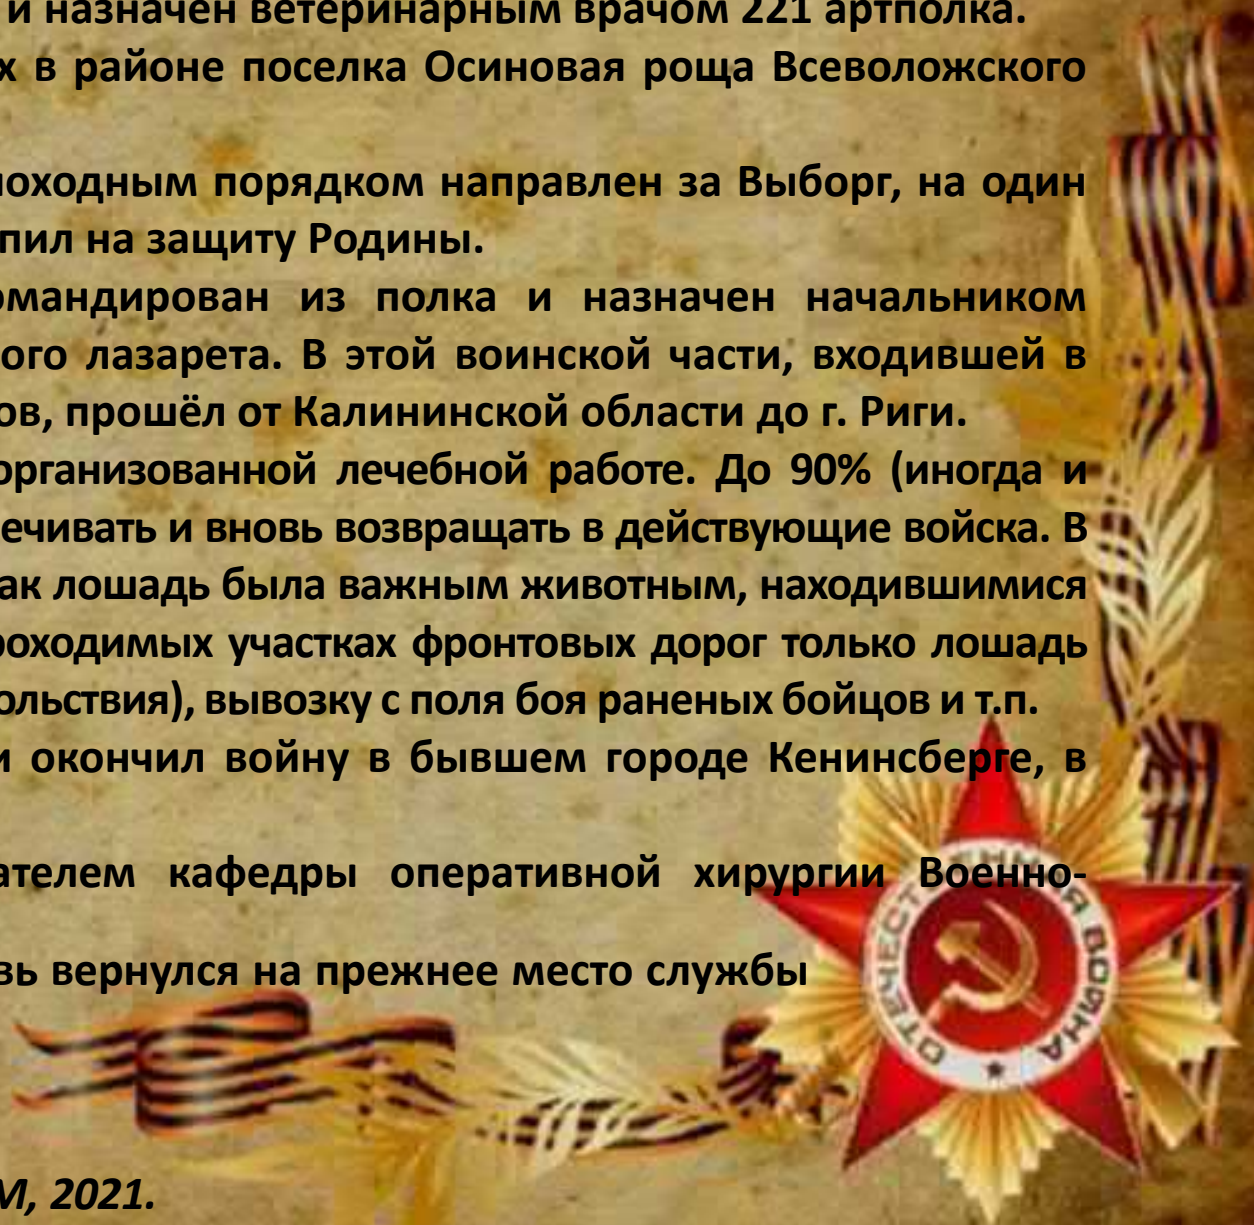 и назначен ветеринарным врачом 221 артполка.
х в районе поселка Осиновая роща Всеволожского
походным порядком направлен за Выборг, на один
пил на защиту Родины.
омандирован из полка и назначен начальником
ого лазарета. В этой воинской части, входившей в
ов, прошёл от Калининской области до г. Риги.
организованной лечебной работе. До 90% (иногда и
ечивать и вновь возвращать в действующие войска. В
ак лошадь была важным животным, находившимися
роходимых участках фронтовых дорог только лошадь
ольствия), вывозку с поля боя раненых бойцов и т.п.
и окончил войну в бывшем городе Кенинсберге, в
ателем кафедры оперативной хирургии Военно-
вь вернулся на прежнее место службы
ОТЕЧЕСТВЕННАЯ ВОЙНА
М, 2021.